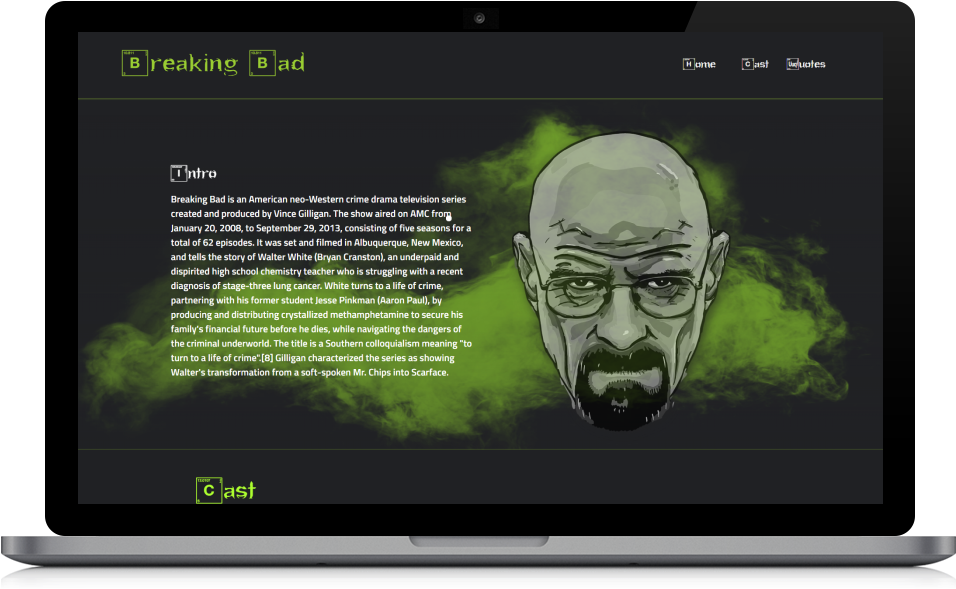 Breaking Bad
Home Cast Quotes
Intro
Breaking Bad is an American neo-Western crime drama television series
created and produced by Vince Gilligan. The show aired on AMC from
January 20, 2008, to September 29, 2013, consisting of five seasons for a
total of 62 episodes. It was set and filmed in Albuquerque, New Mexico,
and tells the story of Walter White (Bryan Cranston), an underpaid and
dispirited high school chemistry teacher who is struggling with a recent
diagnosis of stage-three lung cancer. White turns to a life of crime,
partnering with his former student Jesse Pinkman (Aaron Paul), by
producing and distributing crystallized methamphetamine to secure his
family's financial future before he dies, while navigating the dangers of
the criminal underworld. The title is a Southern colloquialism meaning "to
turn to a life of crime".[8] Gilligan characterized the series as showing
Walter's transformation from a soft-spoken Mr. Chips into Scarface.
Cast